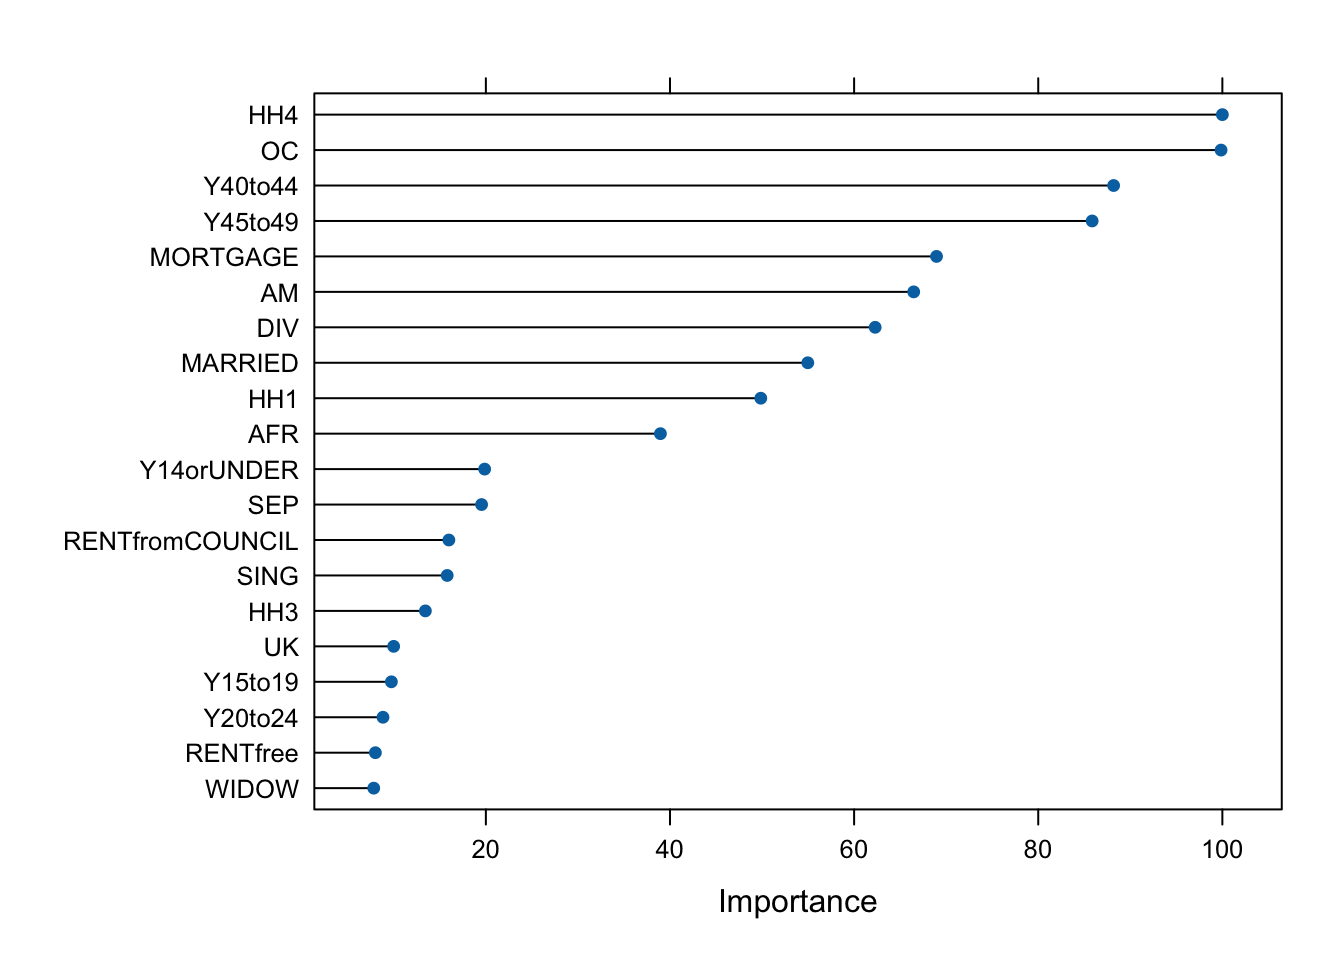 HH4
OC
Y40to44
Y45to49
MORTGAGE
AM
DIV
MARRIED
HH1
AFR
Y14orUNDER
SEP
RENTfromCOUNCIL
SING
HH3
UK
Y15to19
Y20to24
RENTfree
WIDOW
20 40 60 80 100
Importance